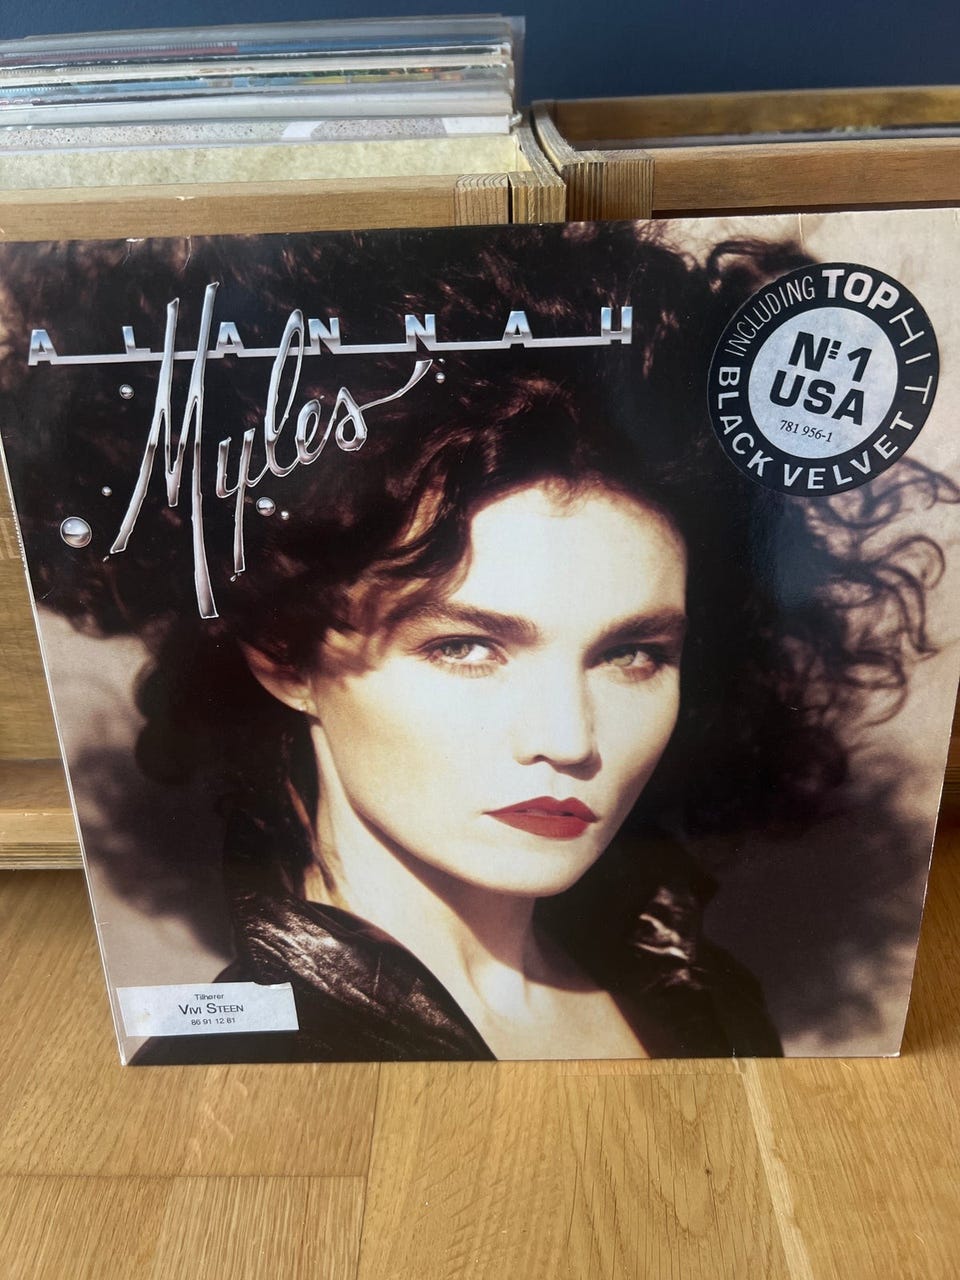 ALANNAH
Myles
INCLUDING TOP HIT
Nº 1
USA
781 956-1
BLACK VELVET
Tilhører
VIVI STEEN
86 91 12 81